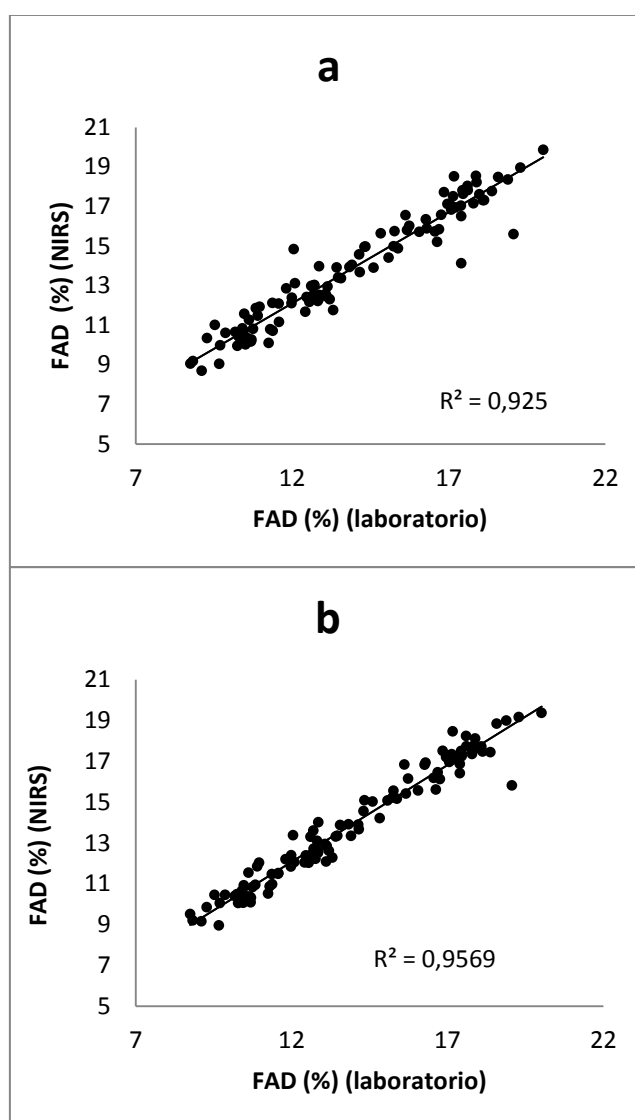 a
21
19
17
15
13
11
9
7
5
FAD (%) (NIRS)
R² = 0,925
7 12 17 22
FAD (%) (laboratorio)
b
21
19
17
15
13
11
9
7
5
FAD (%) (NIRS)
R² = 0,9569
7 12 17 22
FAD (%) (laboratorio)